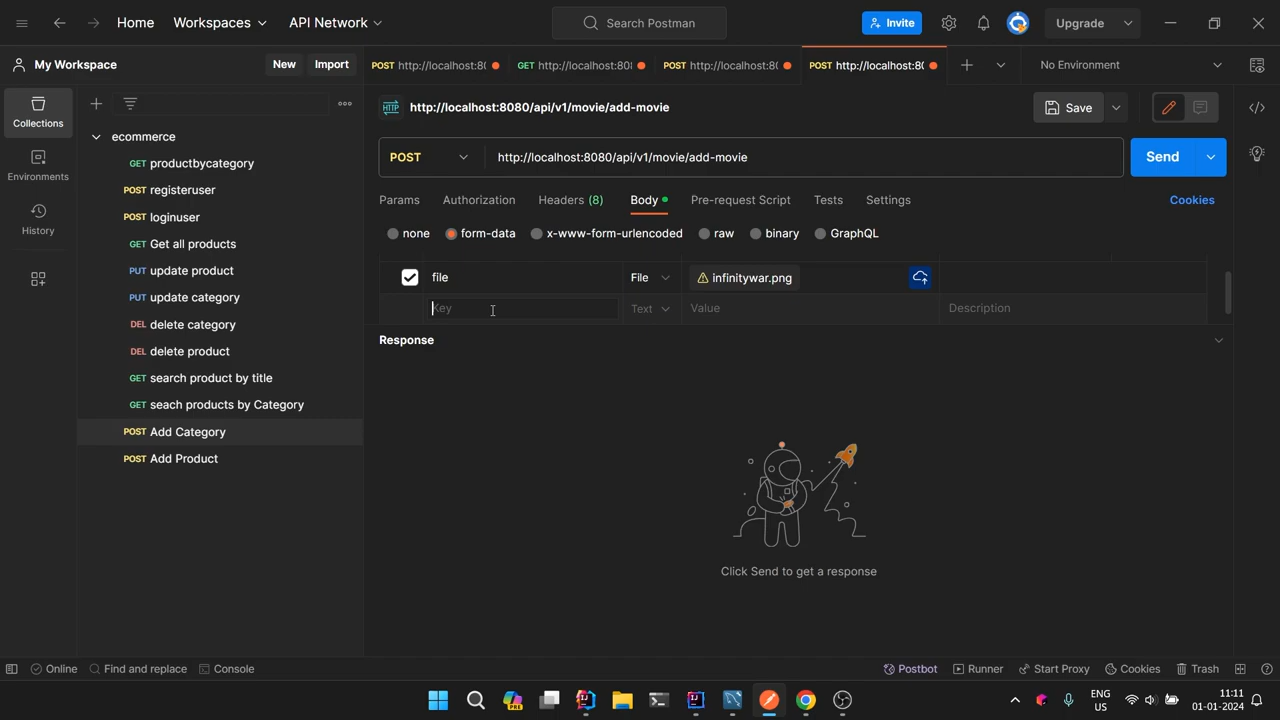 Home Workspaces API Network Search Postman Invite Upgrade
My Workspace New Import POST http://localhost:80 GET http://localhost:808 POST http://localhost:80 POST http://localhost:80 No Environment
Collections
Environments
History
ecommerce
GET productbycategory
POST registeruser
POST loginuser
GET Get all products
PUT update product
PUT update category
DEL delete category
DEL delete product
GET search product by title
GET seach products by Category
POST Add Category
POST Add Product
HTTP http://localhost:8080/api/v1/movie/add-movie Save
POST http://localhost:8080/api/v1/movie/add-movie Send
Params Authorization Headers (8) Body Pre-request Script Tests Settings Cookies
none form-data x-www-form-urlencoded raw binary GraphQL
file File infinitywar.png
Key Text Value Description
Response
Click Send to get a response
Online Find and replace Console Postbot Runner Start Proxy Cookies Trash
ENG 11:11
US 01-01-2024